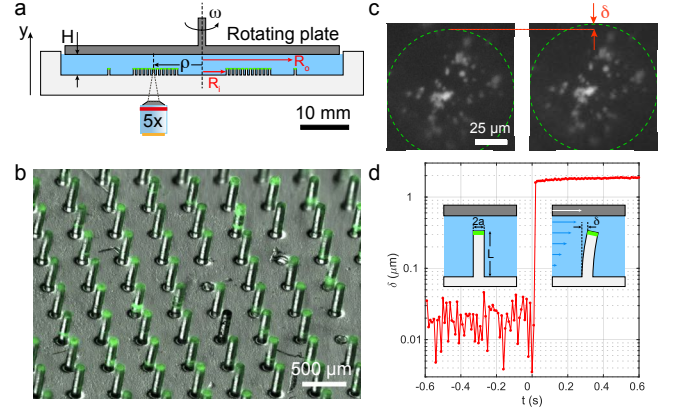 a
ω
Rotating plate
y
H
ρ
R₀
Rᵢ
5x
10 mm
b
500 μm
c
δ
25 μm
d
1
0.1
0.01
δ (μm)
2a
L
δ
-0.6
-0.4
-0.2
0
0.2
0.4
0.6
t (s)